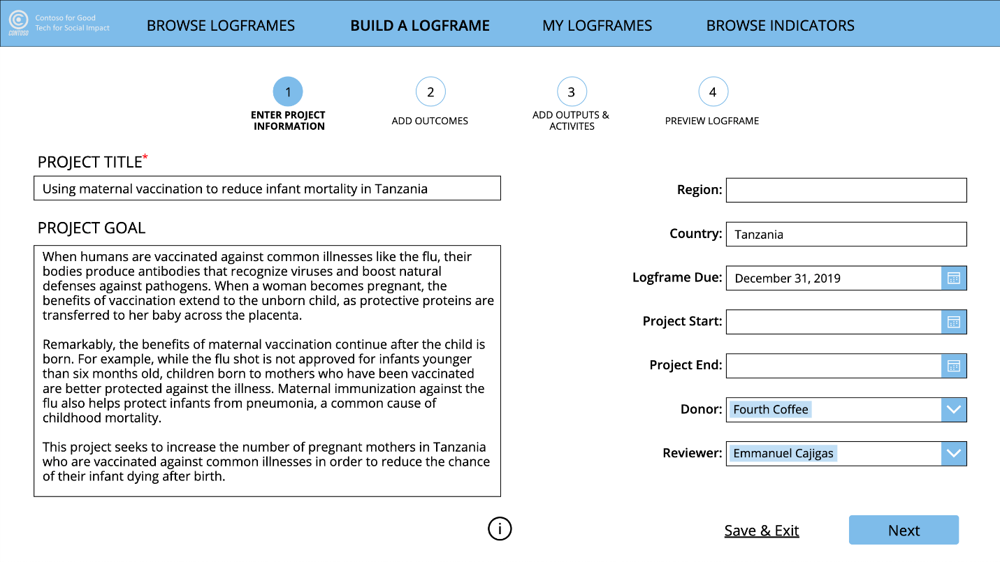 Contoso for Good
Tech for Social Impact
CONTOSO
BROWSE LOGFRAMES
BUILD A LOGFRAME
MY LOGFRAMES
BROWSE INDICATORS
1
ENTER PROJECT
INFORMATION
2
ADD OUTCOMES
3
ADD OUTPUTS &
ACTIVITES
4
PREVIEW LOGFRAME
PROJECT TITLE*
Using maternal vaccination to reduce infant mortality in Tanzania
PROJECT GOAL
When humans are vaccinated against common illnesses like the flu, their
bodies produce antibodies that recognize viruses and boost natural
defenses against pathogens. When a woman becomes pregnant, the
benefits of vaccination extend to the unborn child, as protective proteins are
transferred to her baby across the placenta.
Remarkably, the benefits of maternal vaccination continue after the child is
born. For example, while the flu shot is not approved for infants younger
than six months old, children born to mothers who have been vaccinated
are better protected against the illness. Maternal immunization against the
flu also helps protect infants from pneumonia, a common cause of
childhood mortality.
This project seeks to increase the number of pregnant mothers in Tanzania
who are vaccinated against common illnesses in order to reduce the chance
of their infant dying after birth.
Region:
Country: Tanzania
Logframe Due: December 31, 2019
Project Start:
Project End:
Donor: Fourth Coffee
Reviewer: Emmanuel Cajigas
i
Save & Exit
Next